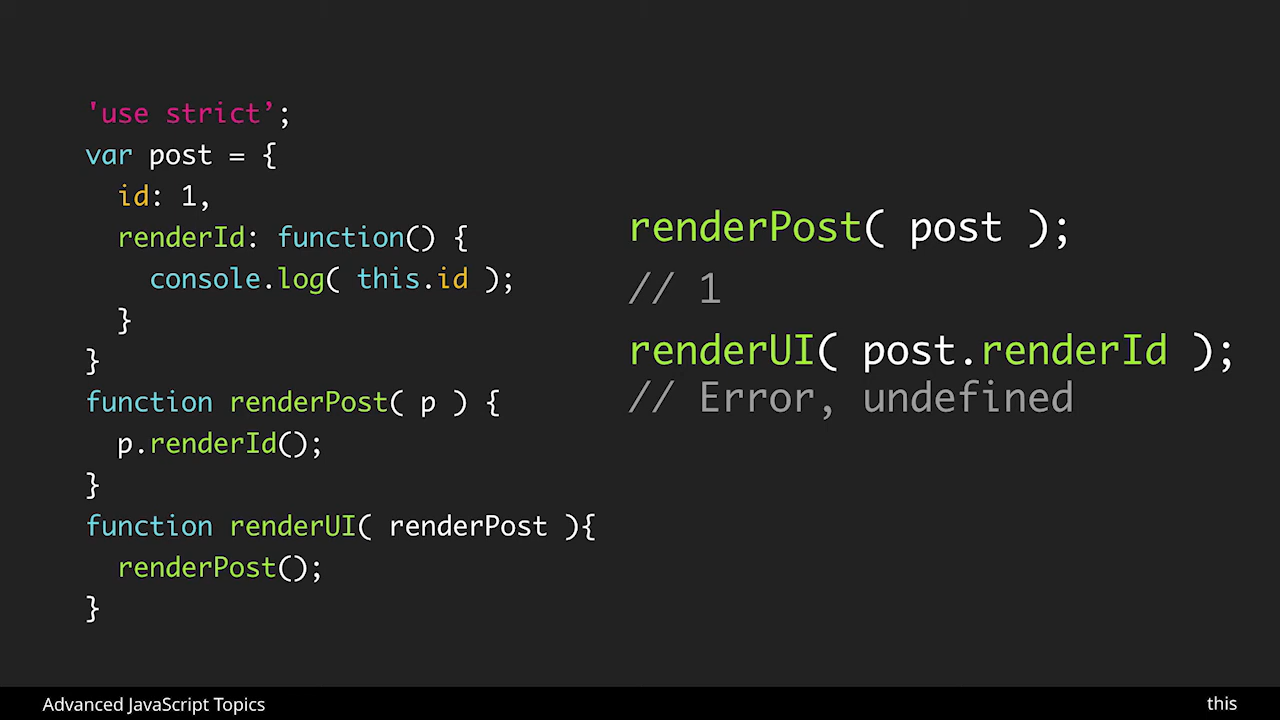 'use strict’;
var post = {
  id: 1,
  renderId: function() {
    console.log( this.id );
  }
}
function renderPost( p ) {
  p.renderId();
}
function renderUI( renderPost ){
  renderPost();
}
renderPost( post );
// 1
renderUI( post.renderId );
// Error, undefined
Advanced JavaScript Topics
this